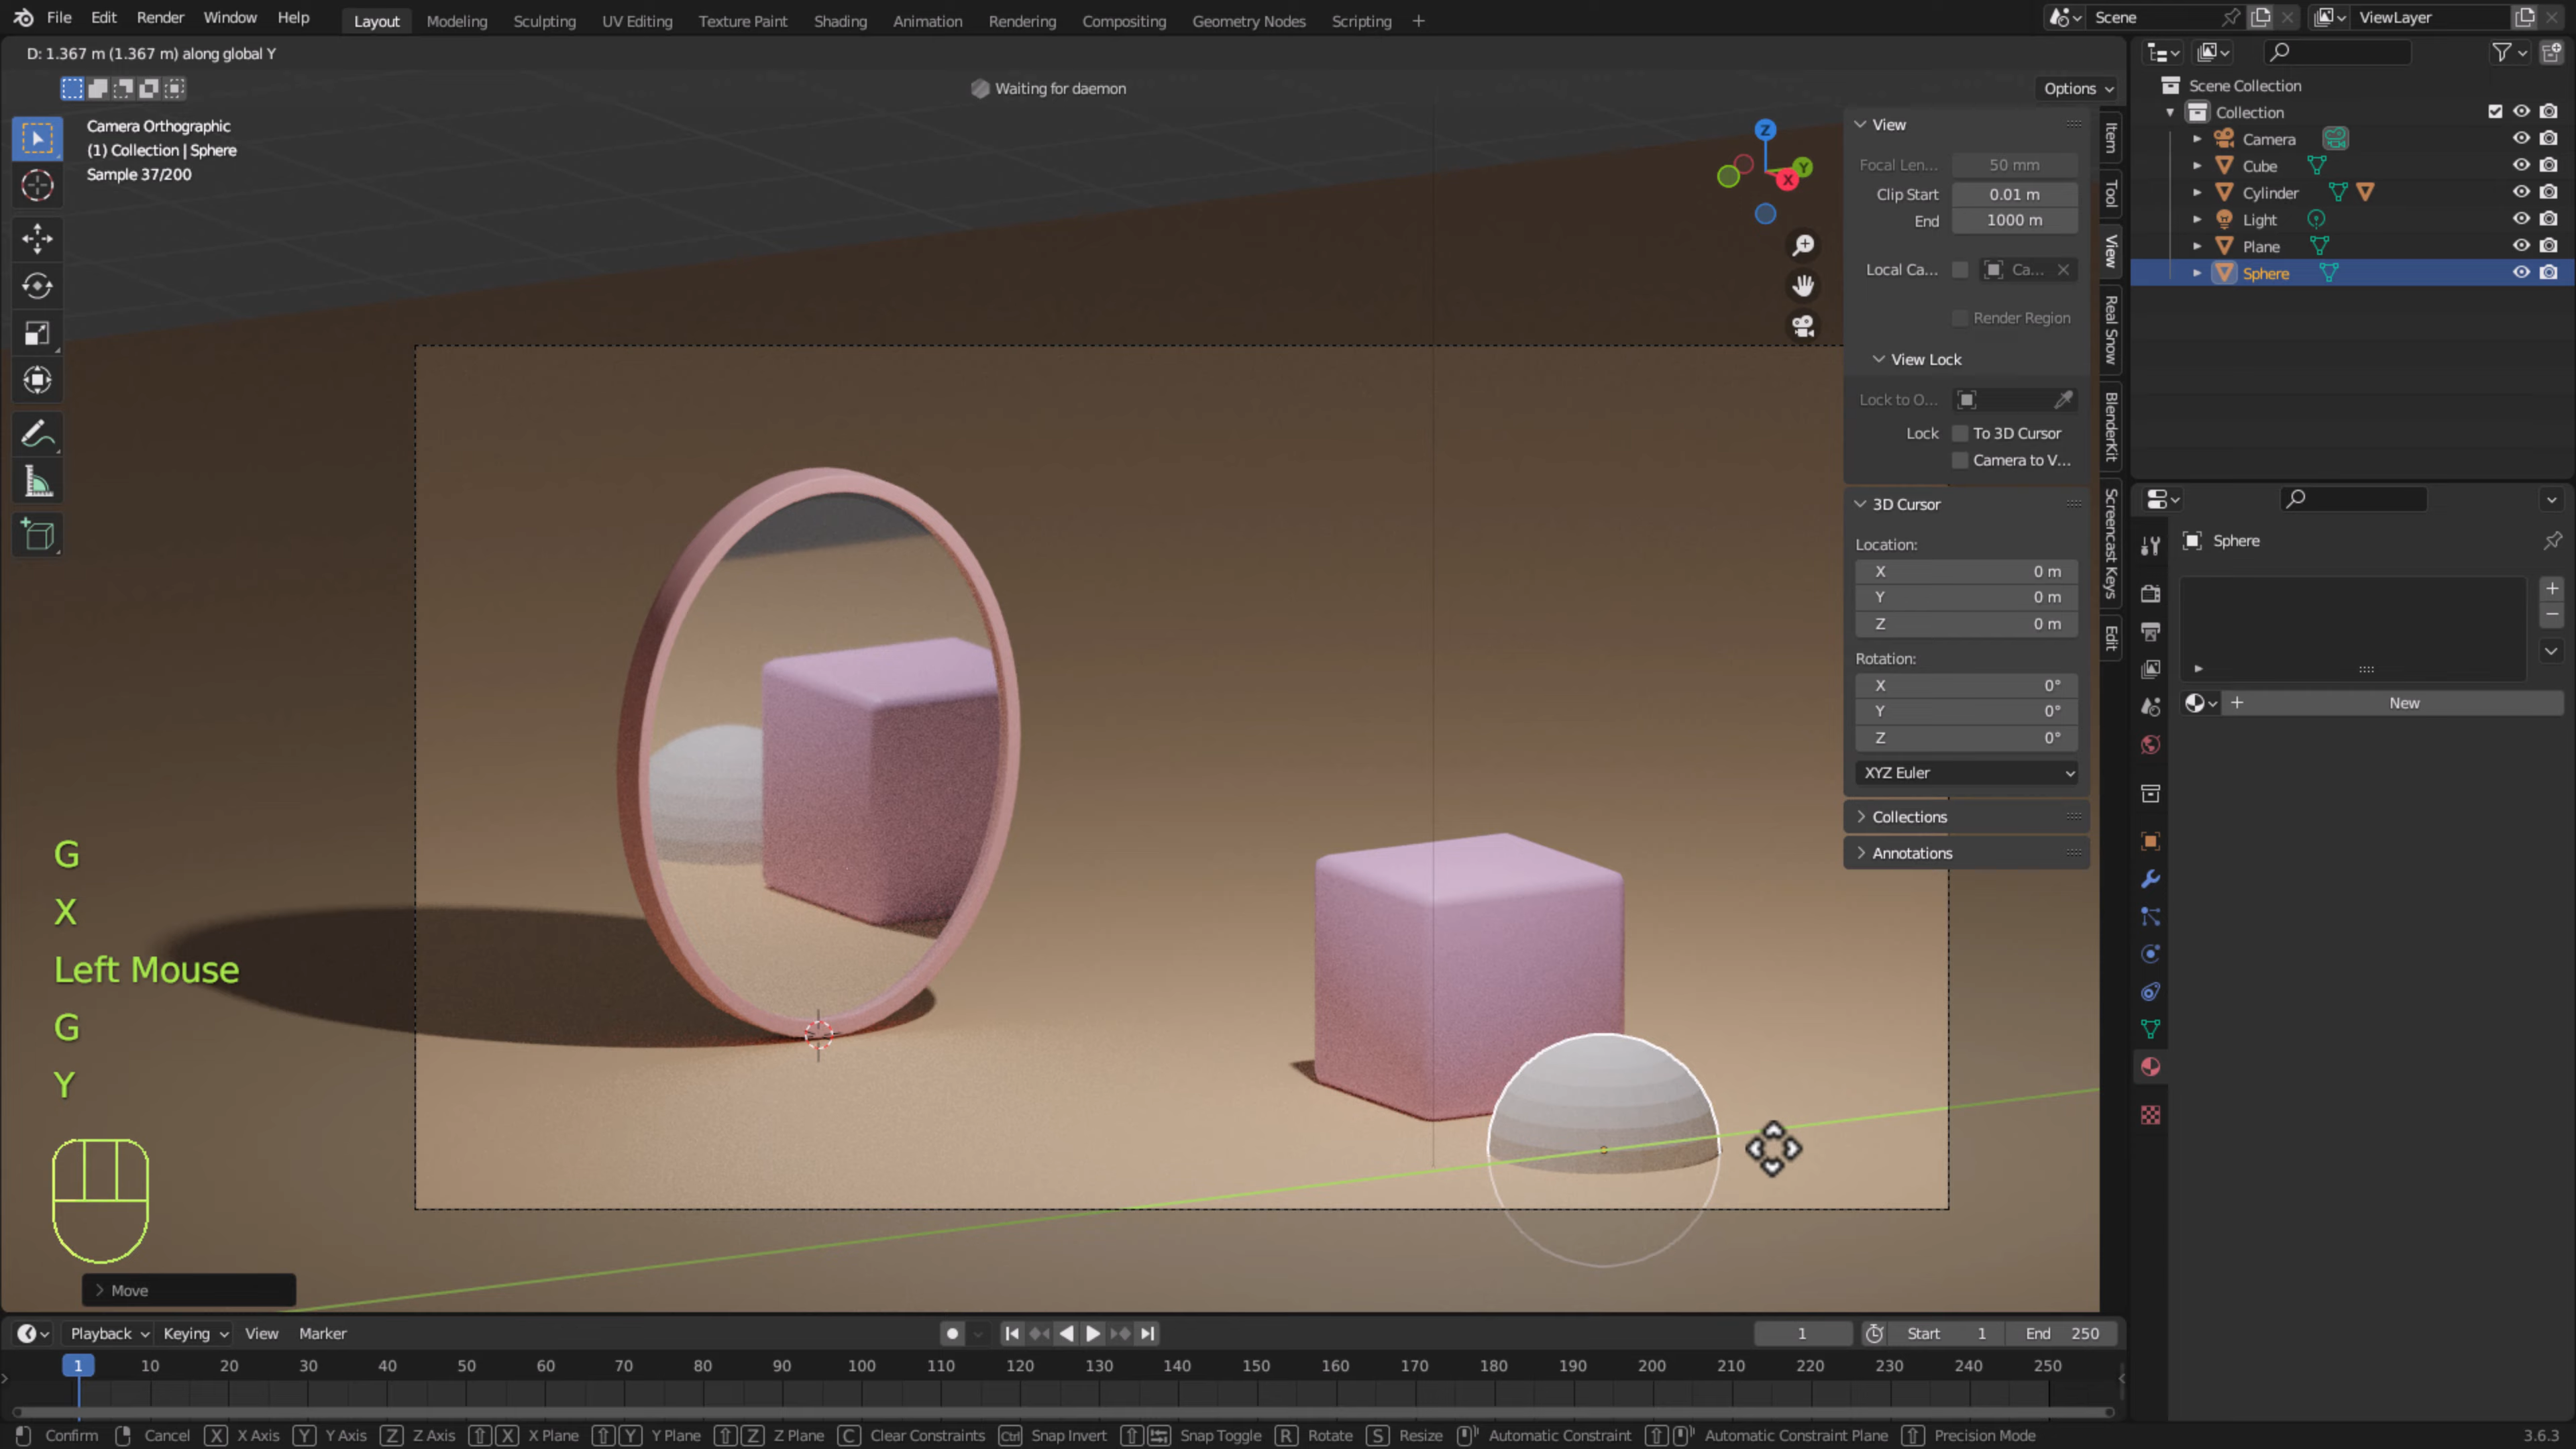 File Edit Render Window Help
Layout Modeling Sculpting UV Editing Texture Paint Shading Animation Rendering Compositing Geometry Nodes Scripting +
Scene
ViewLayer
D: 1.367 m (1.367 m) along global Y
Waiting for daemon
Options
Camera Orthographic
(1) Collection | Sphere
Sample 37/200
Z
Y
X
View
Focal Len... 50 mm
Clip Start 0.01 m
End 1000 m
Local Ca... Ca...
Render Region
View Lock
Lock to O...
Lock To 3D Cursor
Camera to V...
3D Cursor
Location:
X 0 m
Y 0 m
Z 0 m
Rotation:
X 0°
Y 0°
Z 0°
XYZ Euler
Collections
Annotations
Item
Tool
View
Real Snow
BlenderKit
Screencast Keys
Edit
Scene Collection
Collection
Camera
Cube
Cylinder
Light
Plane
Sphere
Sphere
New
G
X
Left Mouse
G
Y
Move
Playback Keying View Marker
1
Start 1
End 250
1 10 20 30 40 50 60 70 80 90 100 110 120 130 140 150 160 170 180 190 200 210 220 230 240 250
Confirm Cancel X X Axis Y Y Axis Z Z Axis X X Plane Y Y Plane Z Z Plane C Clear Constraints Ctrl Snap Invert Snap Toggle R Rotate S Resize Automatic Constraint Automatic Constraint Plane Precision Mode
3.6.3